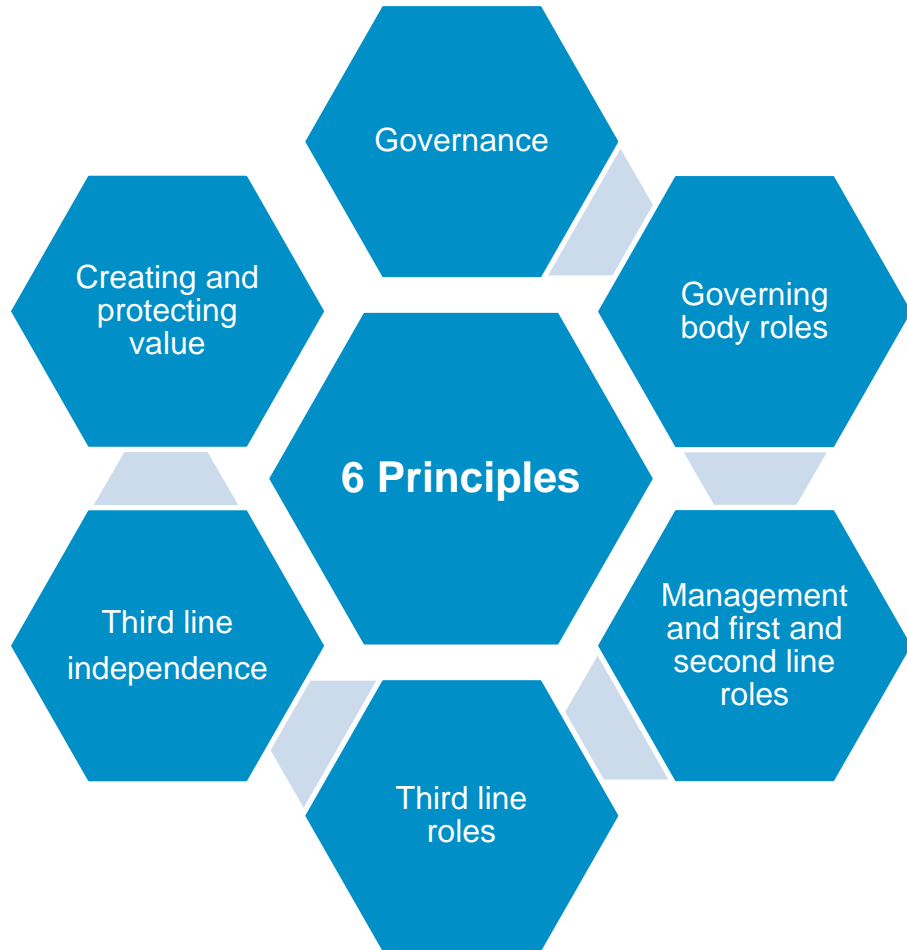 Governance
Governing
body roles
Management
and first and
second line
roles
Third line
roles
Third line
independence
Creating and
protecting
value
6 Principles